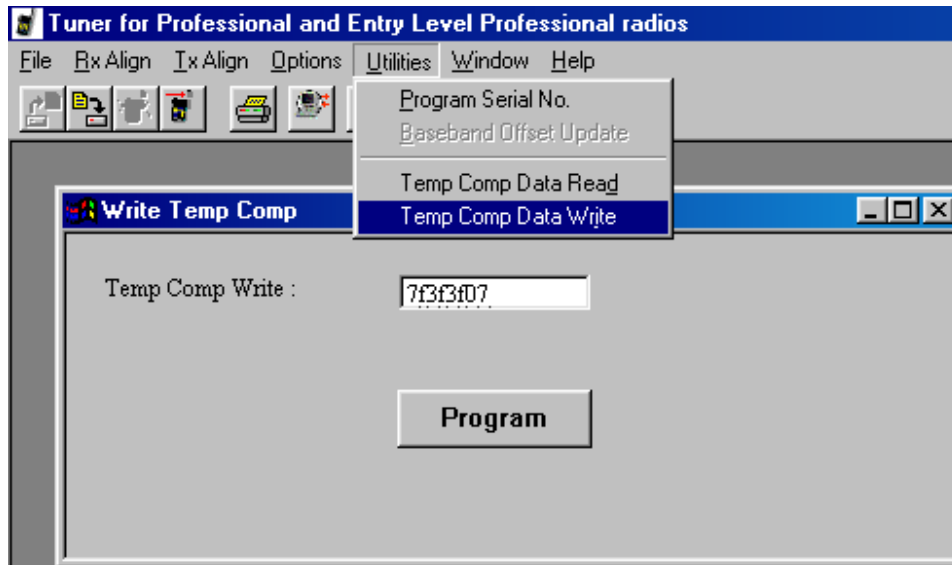 Tuner for Professional and Entry Level Professional radios
File Rx Align Tx Align Options Utilities Window Help
Program Serial No.
Baseband Offset Update
Temp Comp Data Read
Temp Comp Data Write
Write Temp Comp
Temp Comp Write :
7f3f3f07
Program